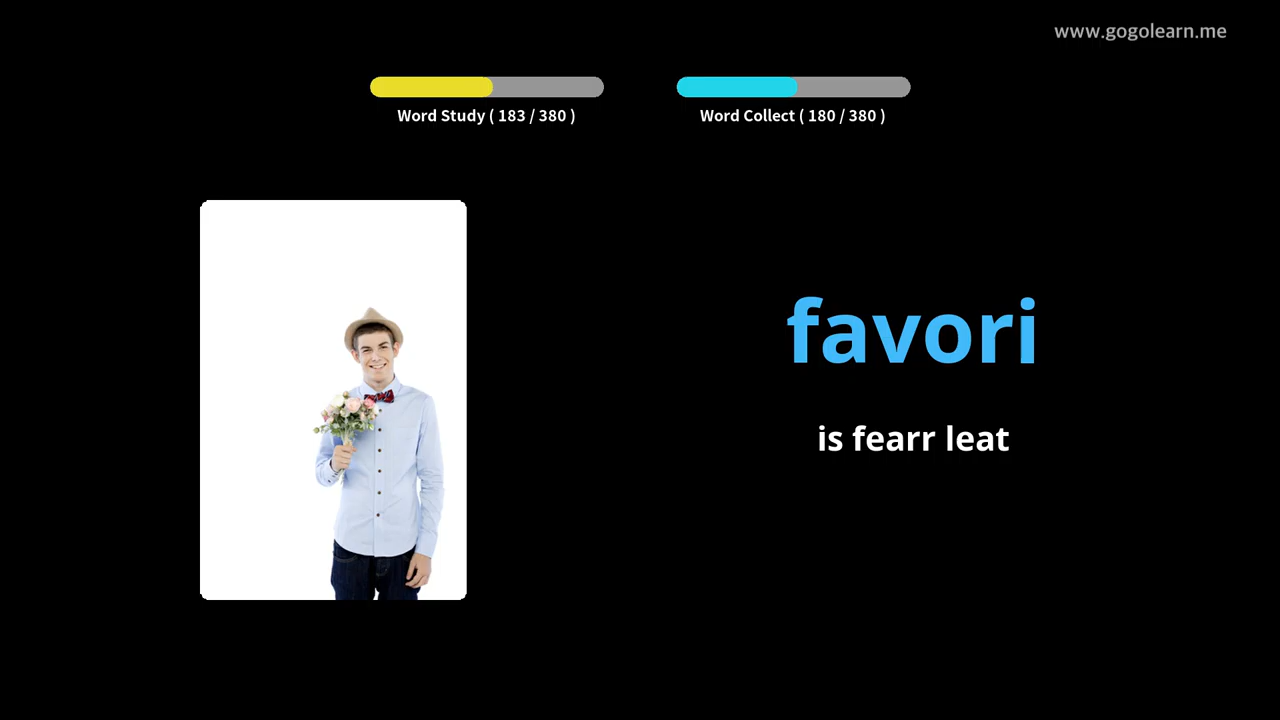 www.gogolearn.me
Word Study ( 183 / 380 )
Word Collect ( 180 / 380 )
favori
is fearr leat